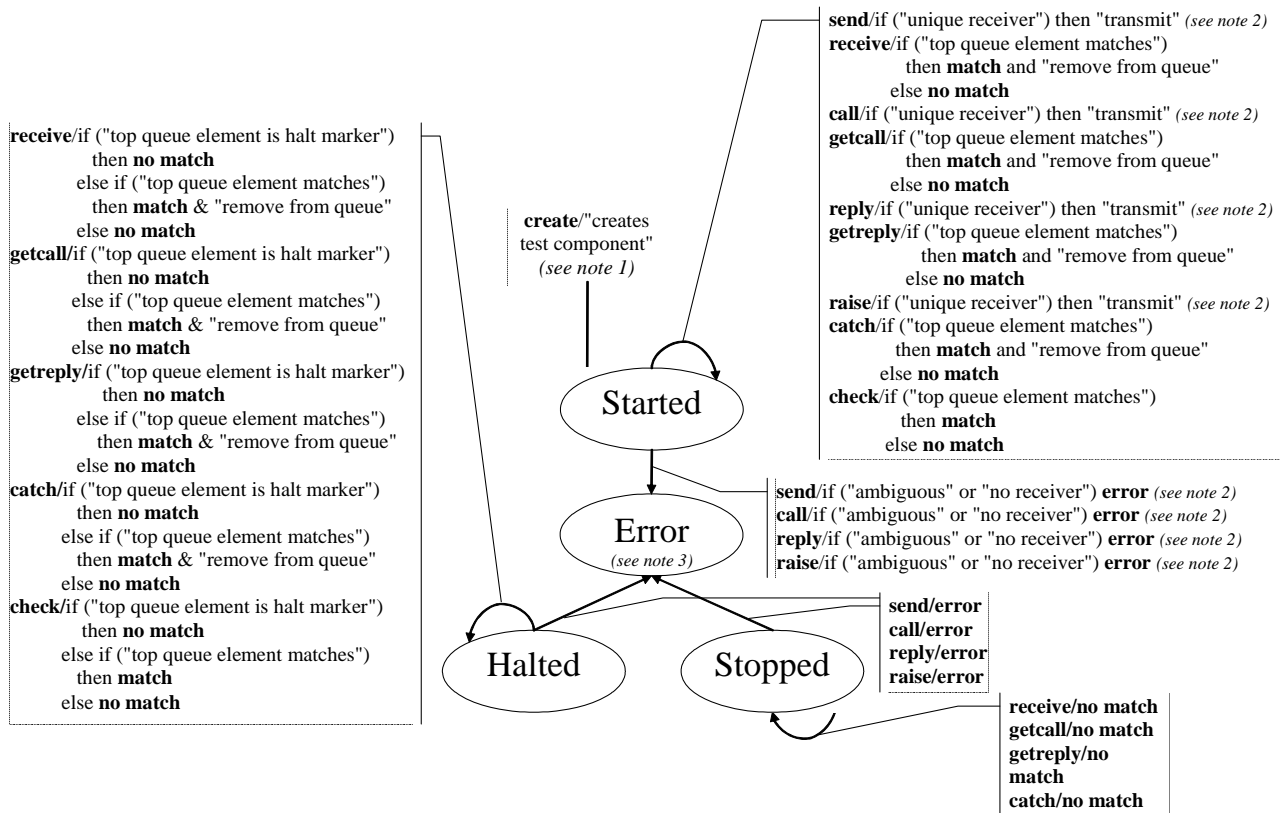 send/if ("unique receiver") then "transmit" (see note 2)
receive/if ("top queue element matches")
then match and "remove from queue"
else no match
call/if ("unique receiver") then "transmit" (see note 2)
getcall/if ("top queue element matches")
then match and "remove from queue"
else no match
reply/if ("unique receiver") then "transmit" (see note 2)
getreply/if ("top queue element matches")
then match and "remove from queue"
else no match
raise/if ("unique receiver") then "transmit" (see note 2)
catch/if ("top queue element matches")
then match and "remove from queue"
else no match
check/if ("top queue element matches")
then match
else no match
receive/if ("top queue element is halt marker")
then no match
else if ("top queue element matches")
then match & "remove from queue"
else no match
getcall/if ("top queue element is halt marker")
then no match
else if ("top queue element matches")
then match & "remove from queue"
else no match
getreply/if ("top queue element is halt marker")
then no match
else if ("top queue element matches")
then match & "remove from queue"
else no match
catch/if ("top queue element is halt marker")
then no match
else if ("top queue element matches")
then match & "remove from queue"
else no match
check/if ("top queue element is halt marker")
then no match
else if ("top queue element matches")
then match
else no match
create/"creates
test component"
(see note 1)
Started
send/if ("ambiguous" or "no receiver") error (see note 2)
call/if ("ambiguous" or "no receiver") error (see note 2)
reply/if ("ambiguous" or "no receiver") error (see note 2)
raise/if ("ambiguous" or "no receiver") error (see note 2)
Error
(see note 3)
send/error
call/error
reply/error
raise/error
Halted
Stopped
receive/no match
getcall/no match
getreply/no
match
catch/no match